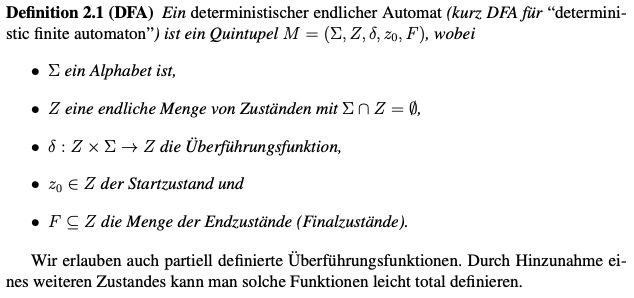 Definition 2.1 (DFA) Ein deterministischer endlicher Automat (kurz DFA für “determini-
stic finite automaton”) ist ein Quintupel M = (Σ, Z, δ, z₀, F), wobei
• Σ ein Alphabet ist,
• Z eine endliche Menge von Zuständen mit Σ ∩ Z = ∅,
• δ : Z × Σ → Z die Überführungsfunktion,
• z₀ ∈ Z der Startzustand und
• F ⊆ Z die Menge der Endzustände (Finalzustände).
Wir erlauben auch partiell definierte Überführungsfunktionen. Durch Hinzunahme ei-
nes weiteren Zustandes kann man solche Funktionen leicht total definieren.